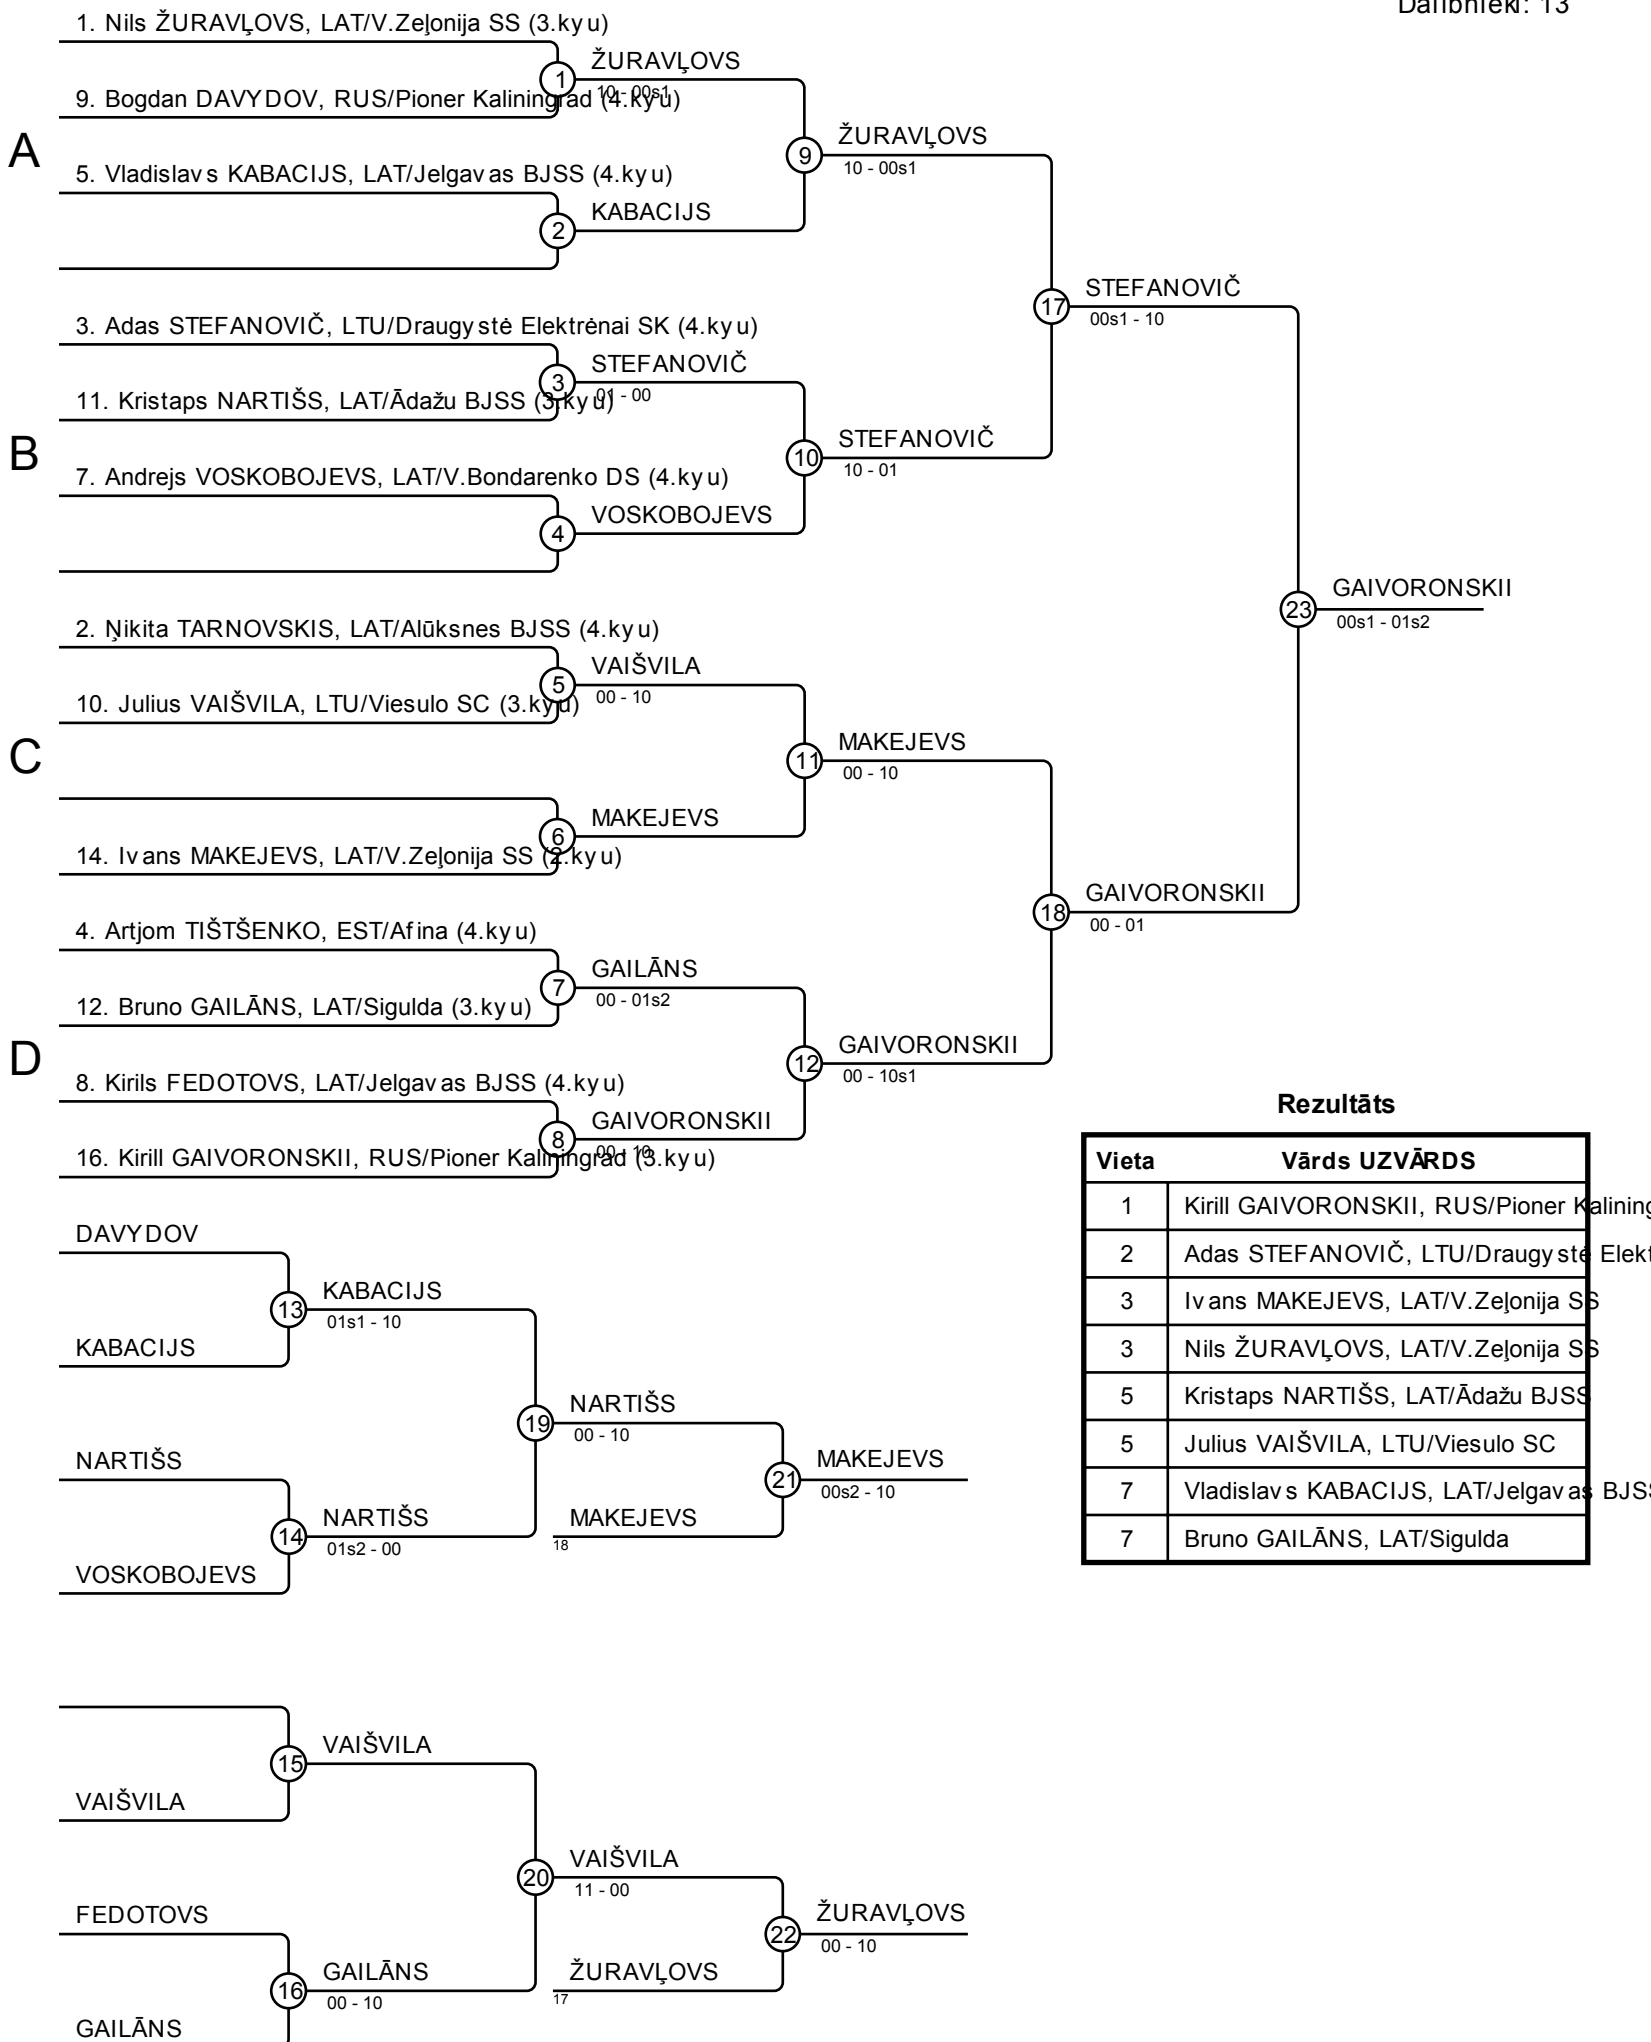 Dalībnieki: 13
1. Nils ŽURAVĻOVS, LAT/V.Zeļonija SS (3.kyu)
1
ŽURAVĻOVS
10 - 00s1
9. Bogdan DAVYDOV, RUS/Pioner Kaliningrad (4.kyu)
A
9
ŽURAVĻOVS
10 - 00s1
5. Vladislavs KABACIJS, LAT/Jelgavas BJSS (4.kyu)
2
KABACIJS
17
STEFANOVIČ
00s1 - 10
3. Adas STEFANOVIČ, LTU/Draugystė Elektrėnai SK (4.kyu)
3
STEFANOVIČ
01 - 00
11. Kristaps NARTIŠS, LAT/Ādažu BJSS (3.kyu)
B
10
STEFANOVIČ
10 - 01
7. Andrejs VOSKOBOJEVS, LAT/V.Bondarenko DS (4.kyu)
4
VOSKOBOJEVS
23
GAIVORONSKII
00s1 - 01s2
2. Ņikita TARNOVSKIS, LAT/Alūksnes BJSS (4.kyu)
5
VAIŠVILA
00 - 10
10. Julius VAIŠVILA, LTU/Viesulo SC (3.kyu)
C
11
MAKEJEVS
00 - 10
6
MAKEJEVS
14. Ivans MAKEJEVS, LAT/V.Zeļonija SS (2.kyu)
18
GAIVORONSKII
00 - 01
4. Artjom TIŠTŠENKO, EST/Afina (4.kyu)
7
GAILĀNS
00 - 01s2
12. Bruno GAILĀNS, LAT/Sigulda (3.kyu)
D
12
GAIVORONSKII
00 - 10s1
8. Kirils FEDOTOVS, LAT/Jelgavas BJSS (4.kyu)
8
GAIVORONSKII
00 - 10
16. Kirill GAIVORONSKII, RUS/Pioner Kaliningrad (3.kyu)
Rezultāts
Vieta Vārds UZVĀRDS
1 Kirill GAIVORONSKII, RUS/Pioner Kalining
2 Adas STEFANOVIČ, LTU/Draugystė Elekt
3 Ivans MAKEJEVS, LAT/V.Zeļonija SS
3 Nils ŽURAVĻOVS, LAT/V.Zeļonija SS
5 Kristaps NARTIŠS, LAT/Ādažu BJSS
5 Julius VAIŠVILA, LTU/Viesulo SC
7 Vladislavs KABACIJS, LAT/Jelgavas BJSS
7 Bruno GAILĀNS, LAT/Sigulda
DAVYDOV
13
KABACIJS
01s1 - 10
KABACIJS
19
NARTIŠS
00 - 10
NARTIŠS
14
NARTIŠS
01s2 - 00
VOSKOBOJEVS
21
MAKEJEVS
00s2 - 10
MAKEJEVS
18
15
VAIŠVILA
VAIŠVILA
20
VAIŠVILA
11 - 00
FEDOTOVS
16
GAILĀNS
00 - 10
GAILĀNS
22
ŽURAVĻOVS
00 - 10
ŽURAVĻOVS
17